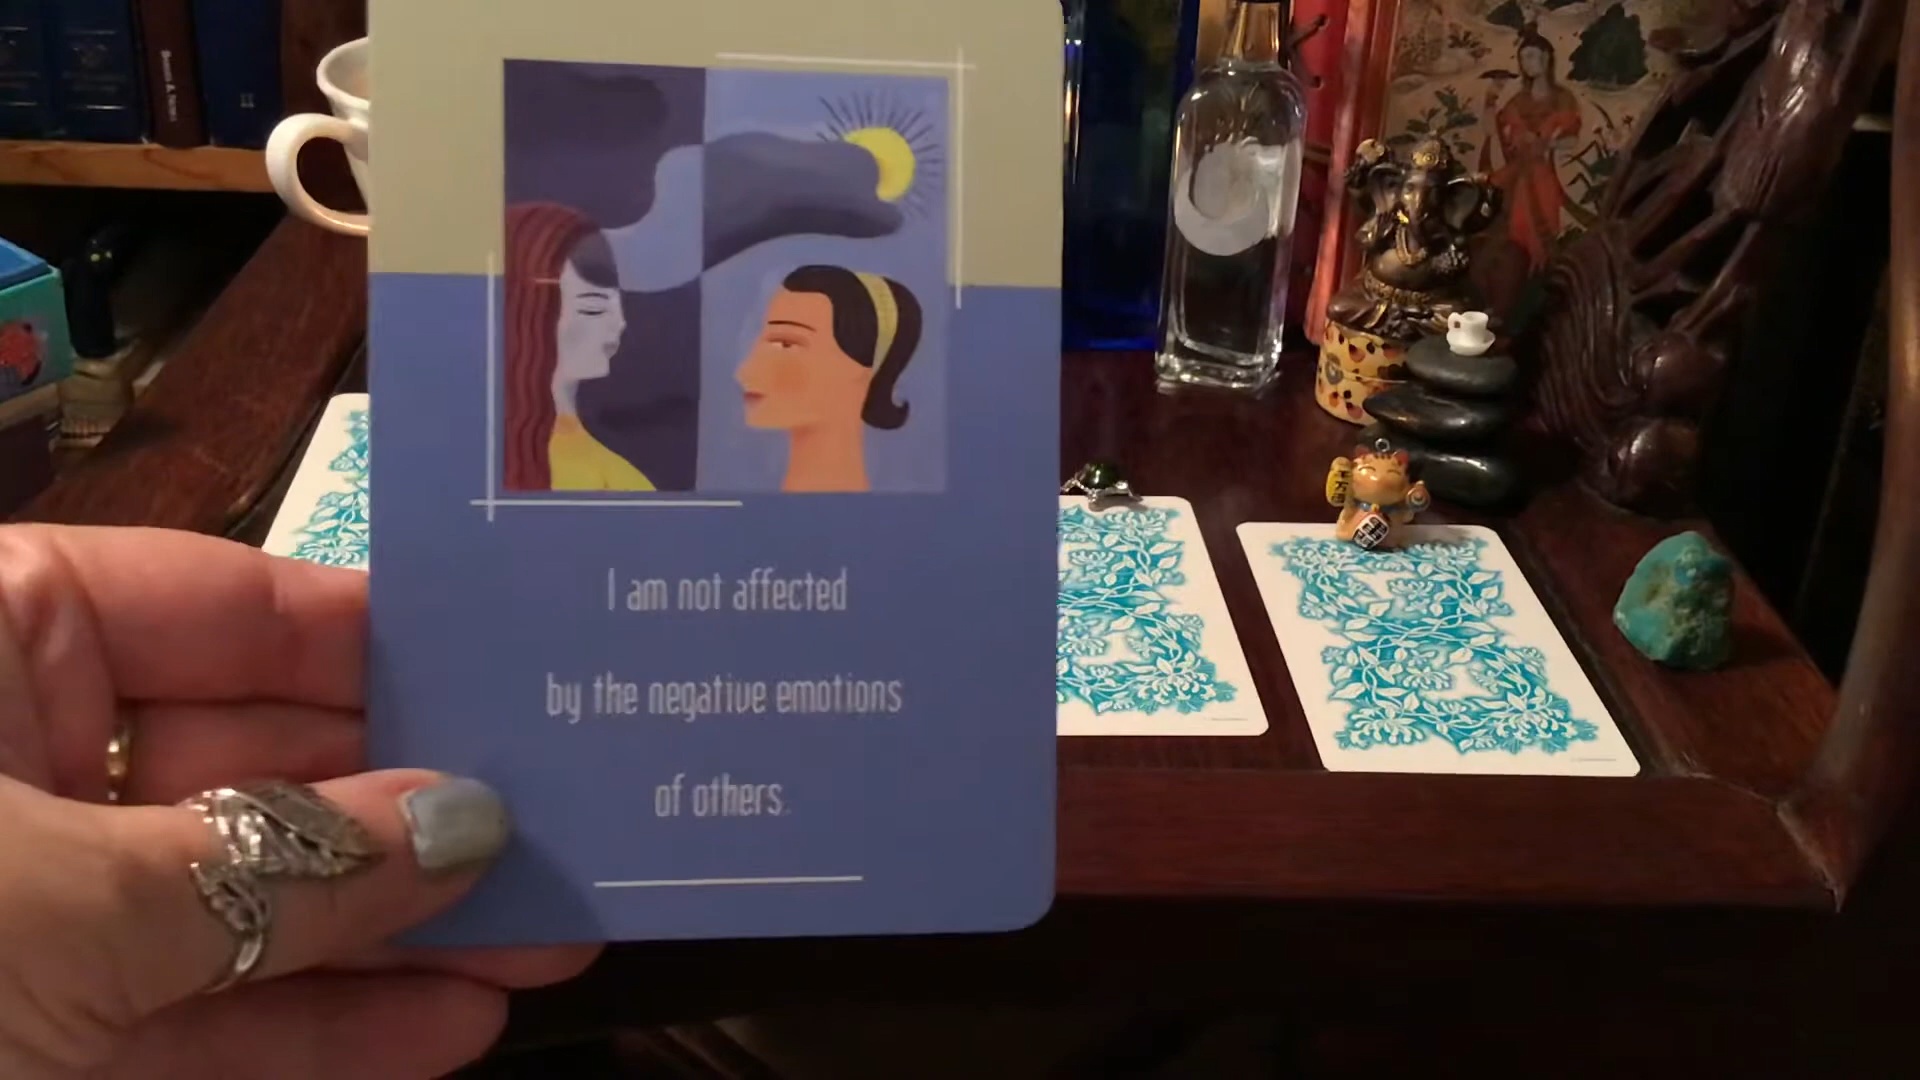 I am not affected
by the negative emotions
of others.